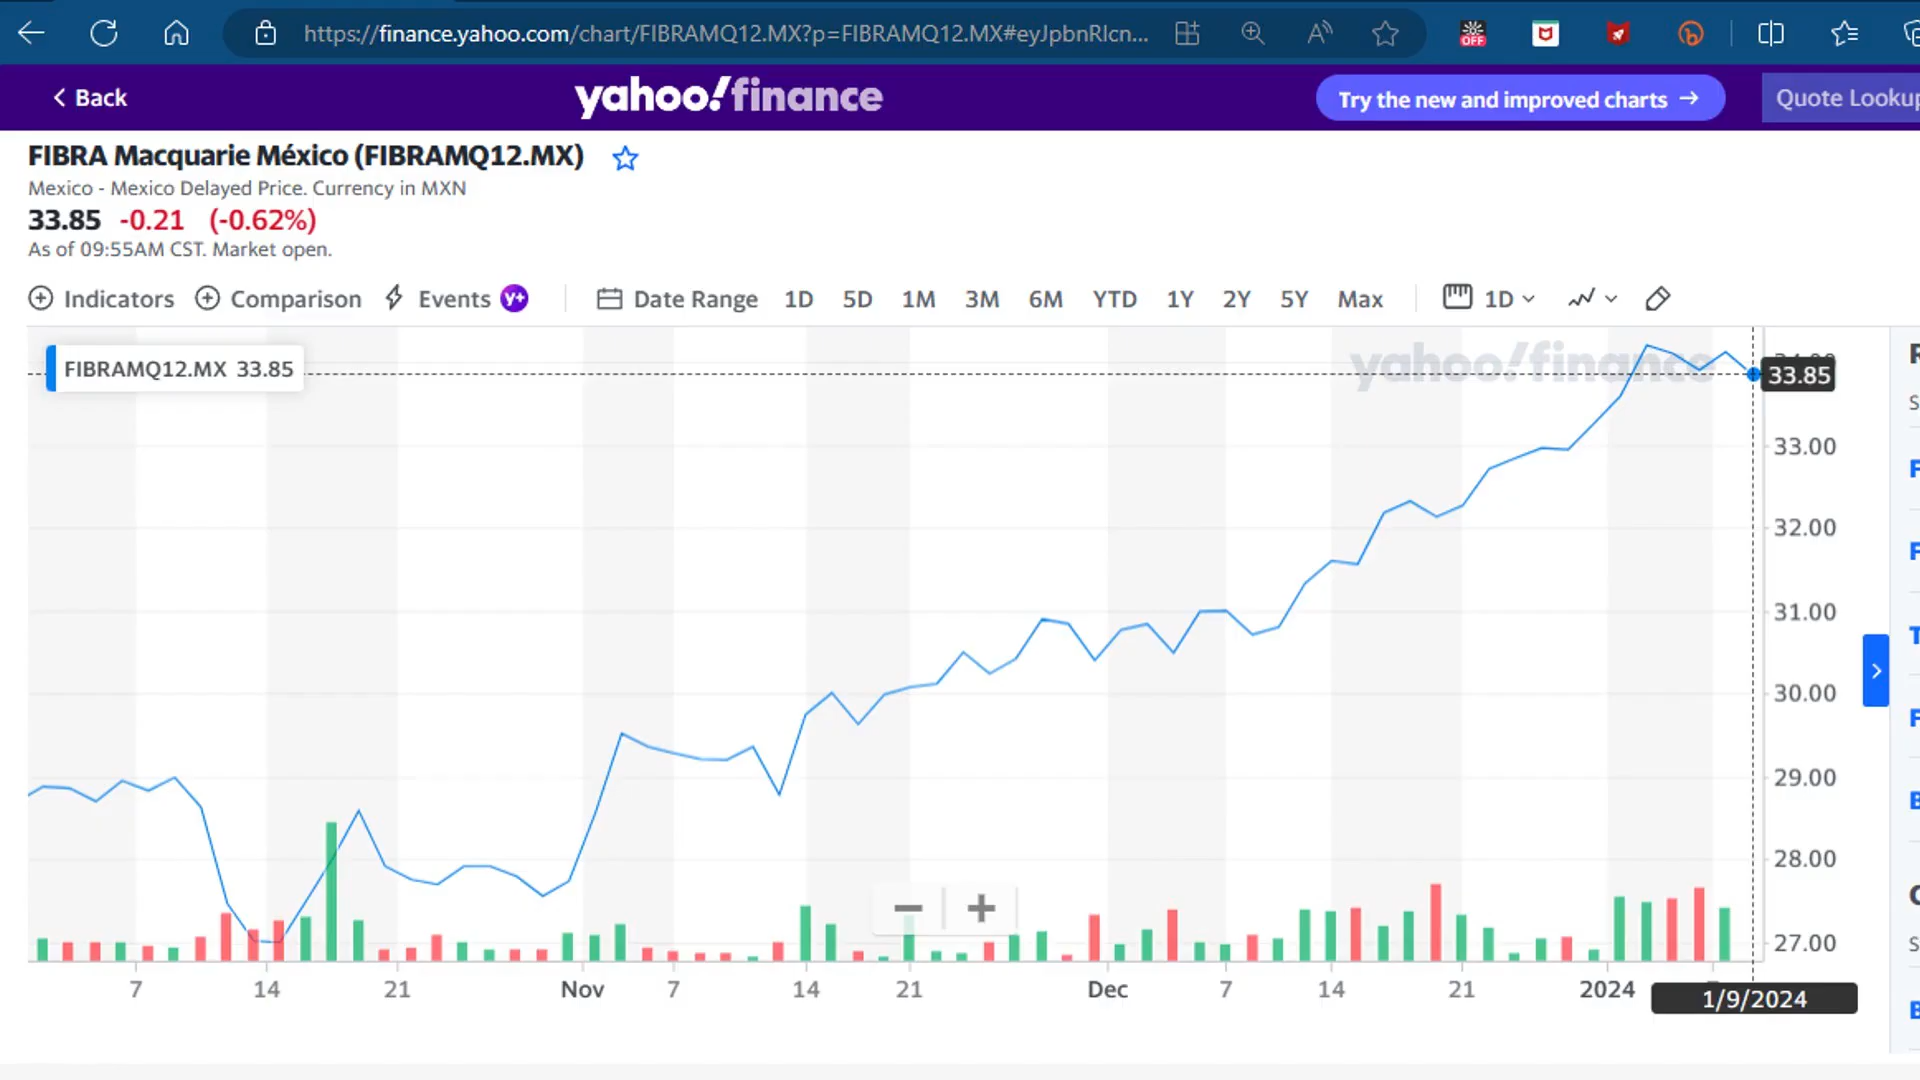 https://finance.yahoo.com/chart/FIBRAMQ12.MX?p=FIBRAMQ12.MX#eyJpbnRlcn...
OFF
Back
yahoo!finance
Try the new and improved charts →
Quote Lookup
FIBRA Macquarie México (FIBRAMQ12.MX)
Mexico - Mexico Delayed Price. Currency in MXN
33.85 -0.21 (-0.62%)
As of 09:55AM CST. Market open.
Indicators Comparison Events y+ Date Range 1D 5D 1M 3M 6M YTD 1Y 2Y 5Y Max 1D
FIBRAMQ12.MX 33.85
yahoo!finance
33.85
33.00
32.00
31.00
30.00
29.00
28.00
27.00
7 14 21 Nov 7 14 21 Dec 7 14 21 2024
1/9/2024